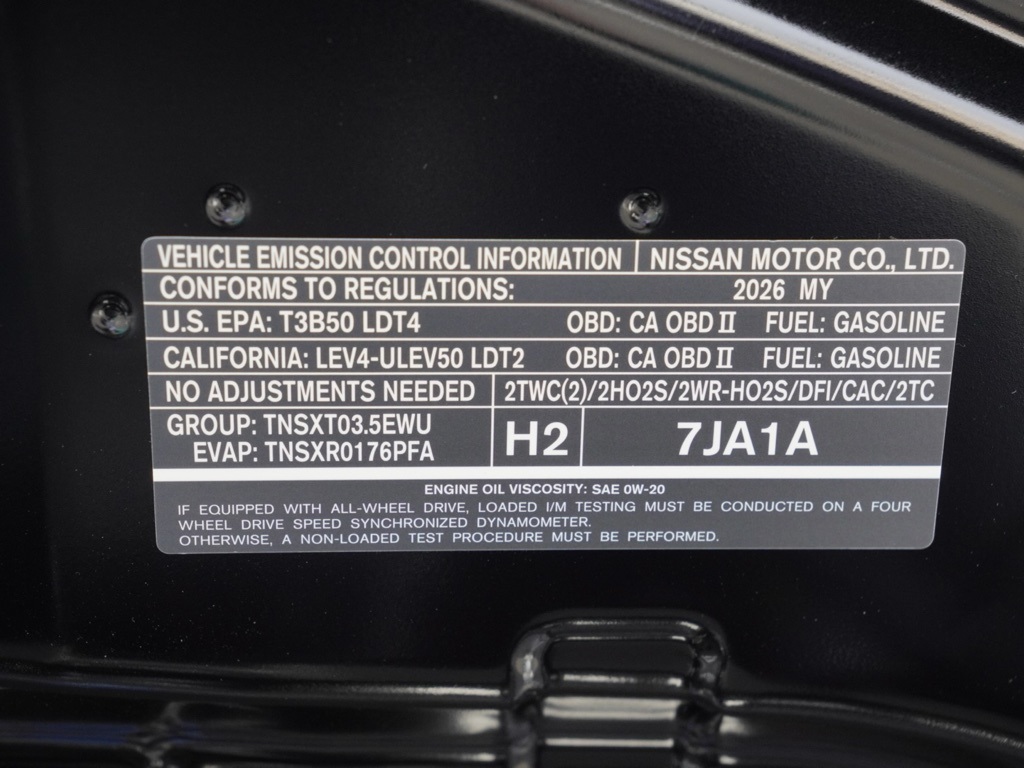 VEHICLE EMISSION CONTROL INFORMATION NISSAN MOTOR CO., LTD.
CONFORMS TO REGULATIONS: 2026 MY
U.S. EPA: T3B50 LDT4 OBD: CA OBD II FUEL: GASOLINE
CALIFORNIA: LEV4-ULEV50 LDT2 OBD: CA OBD II FUEL: GASOLINE
NO ADJUSTMENTS NEEDED 2TWC(2)/2HO2S/2WR-HO2S/DFI/CAC/2TC
GROUP: TNSXT03.5EWU
EVAP: TNSXR0176PFA
H2 7JA1A
ENGINE OIL VISCOSITY: SAE 0W-20
IF EQUIPPED WITH ALL-WHEEL DRIVE, LOADED I/M TESTING MUST BE CONDUCTED ON A FOUR
WHEEL DRIVE SPEED SYNCHRONIZED DYNAMOMETER.
OTHERWISE, A NON-LOADED TEST PROCEDURE MUST BE PERFORMED.